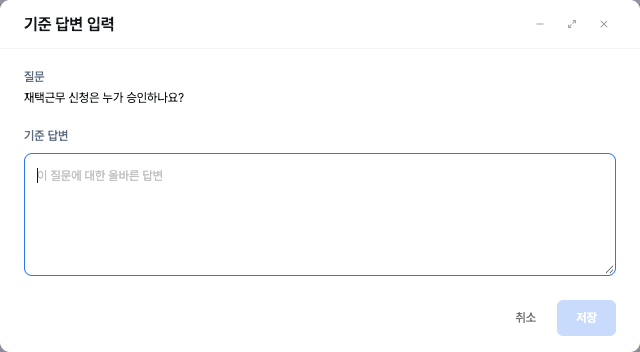 기준 답변 입력
질문
재택근무 신청은 누가 승인하나요?
기준 답변
이 질문에 대한 올바른 답변
취소
저장